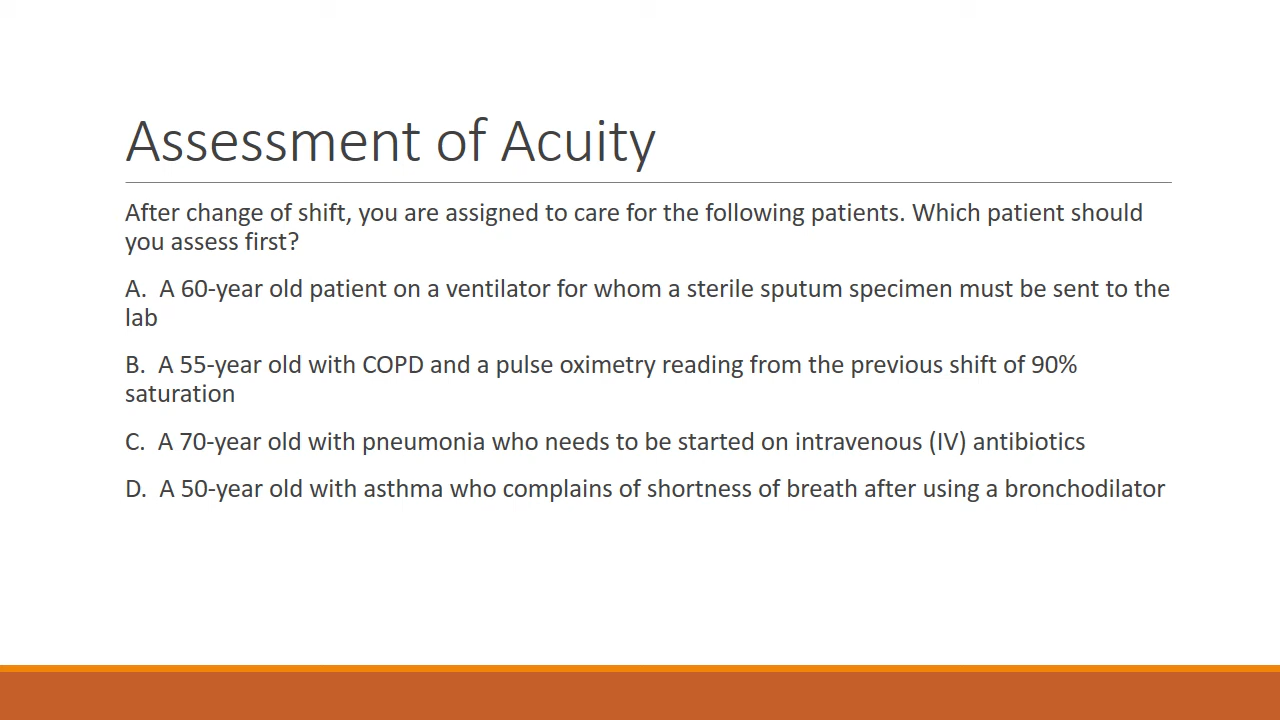 Assessment of Acuity
After change of shift, you are assigned to care for the following patients. Which patient should
you assess first?
A.  A 60-year old patient on a ventilator for whom a sterile sputum specimen must be sent to the
lab
B.  A 55-year old with COPD and a pulse oximetry reading from the previous shift of 90%
saturation
C.  A 70-year old with pneumonia who needs to be started on intravenous (IV) antibiotics
D.  A 50-year old with asthma who complains of shortness of breath after using a bronchodilator